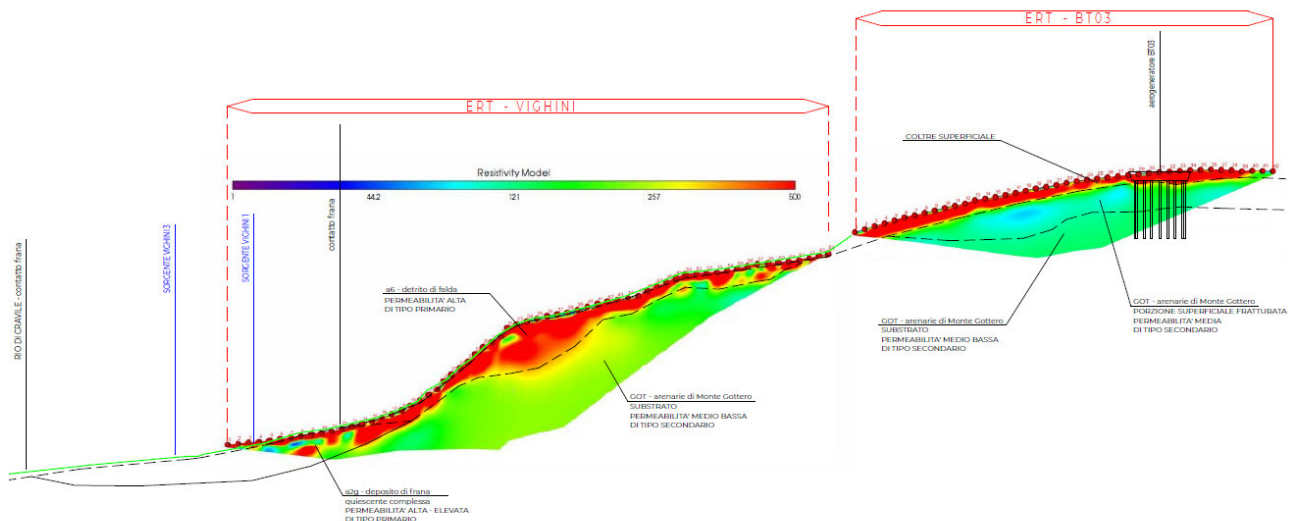 ERT - BT03
aerogeneratore BT03
ERT - VIGHINI
COLTRE SUPERFICIALE
Resistivity Model
1
44.2
121
257
600
RIO DI GRAVILE - contatto frana
SORGENTE VIGHINI 3
SORGENTE VIGHINI 1
contatto frana
a6 - detrito di falda
PERMEABILITA' ALTA
DI TIPO PRIMARIO
GOT - arenarie di Monte Gottero
PORZIONE SUPERFICIALE FRATTURATA
PERMEABILITA' MEDIA
DI TIPO SECONDARIO
GOT - arenarie di Monte Gottero
SUBSTRATO
PERMEABILITA' MEDIO BASSA
DI TIPO SECONDARIO
GOT - arenarie di Monte Gottero
SUBSTRATO
PERMEABILITA' MEDIO BASSA
DI TIPO SECONDARIO
a2g - deposito di frana
quiescente complessa
PERMEABILITA' ALTA - ELEVATA
DI TIPO PRIMARIO